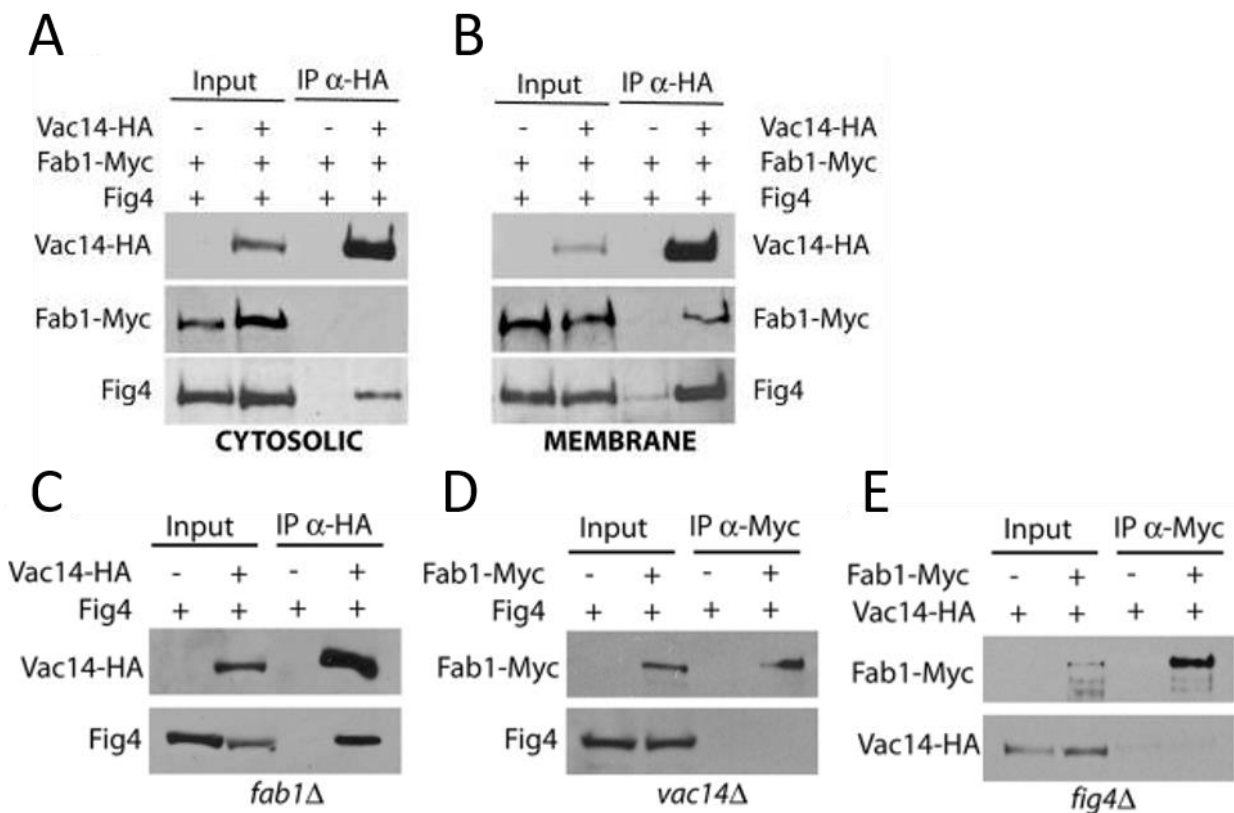 A
B
Input IP α-HA
Input IP α-HA
Vac14-HA - + - +
- + - + Vac14-HA
Fab1-Myc + + + +
+ + + + Fab1-Myc
Fig4 + + + +
+ + + + Fig4
Vac14-HA
Vac14-HA
Fab1-Myc
Fab1-Myc
Fig4
Fig4
CYTOSOLIC
MEMBRANE
C
D
E
Input IP α-HA
Input IP α-Myc
Input IP α-Myc
Vac14-HA - + - +
Fab1-Myc - + - +
Fab1-Myc - + - +
Fig4 + + + +
Fig4 + + + +
Vac14-HA + + + +
Vac14-HA
Fab1-Myc
Fab1-Myc
Fig4
Fig4
Vac14-HA
fab1Δ
vac14Δ
fig4Δ